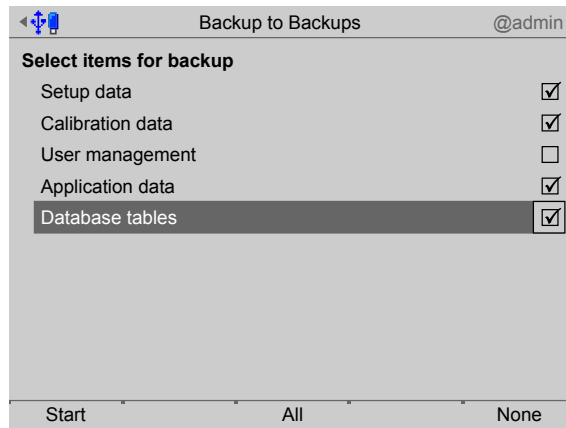 Backup to Backups @admin
Select items for backup
Setup data
Calibration data
User management
Application data
Database tables
Start All None